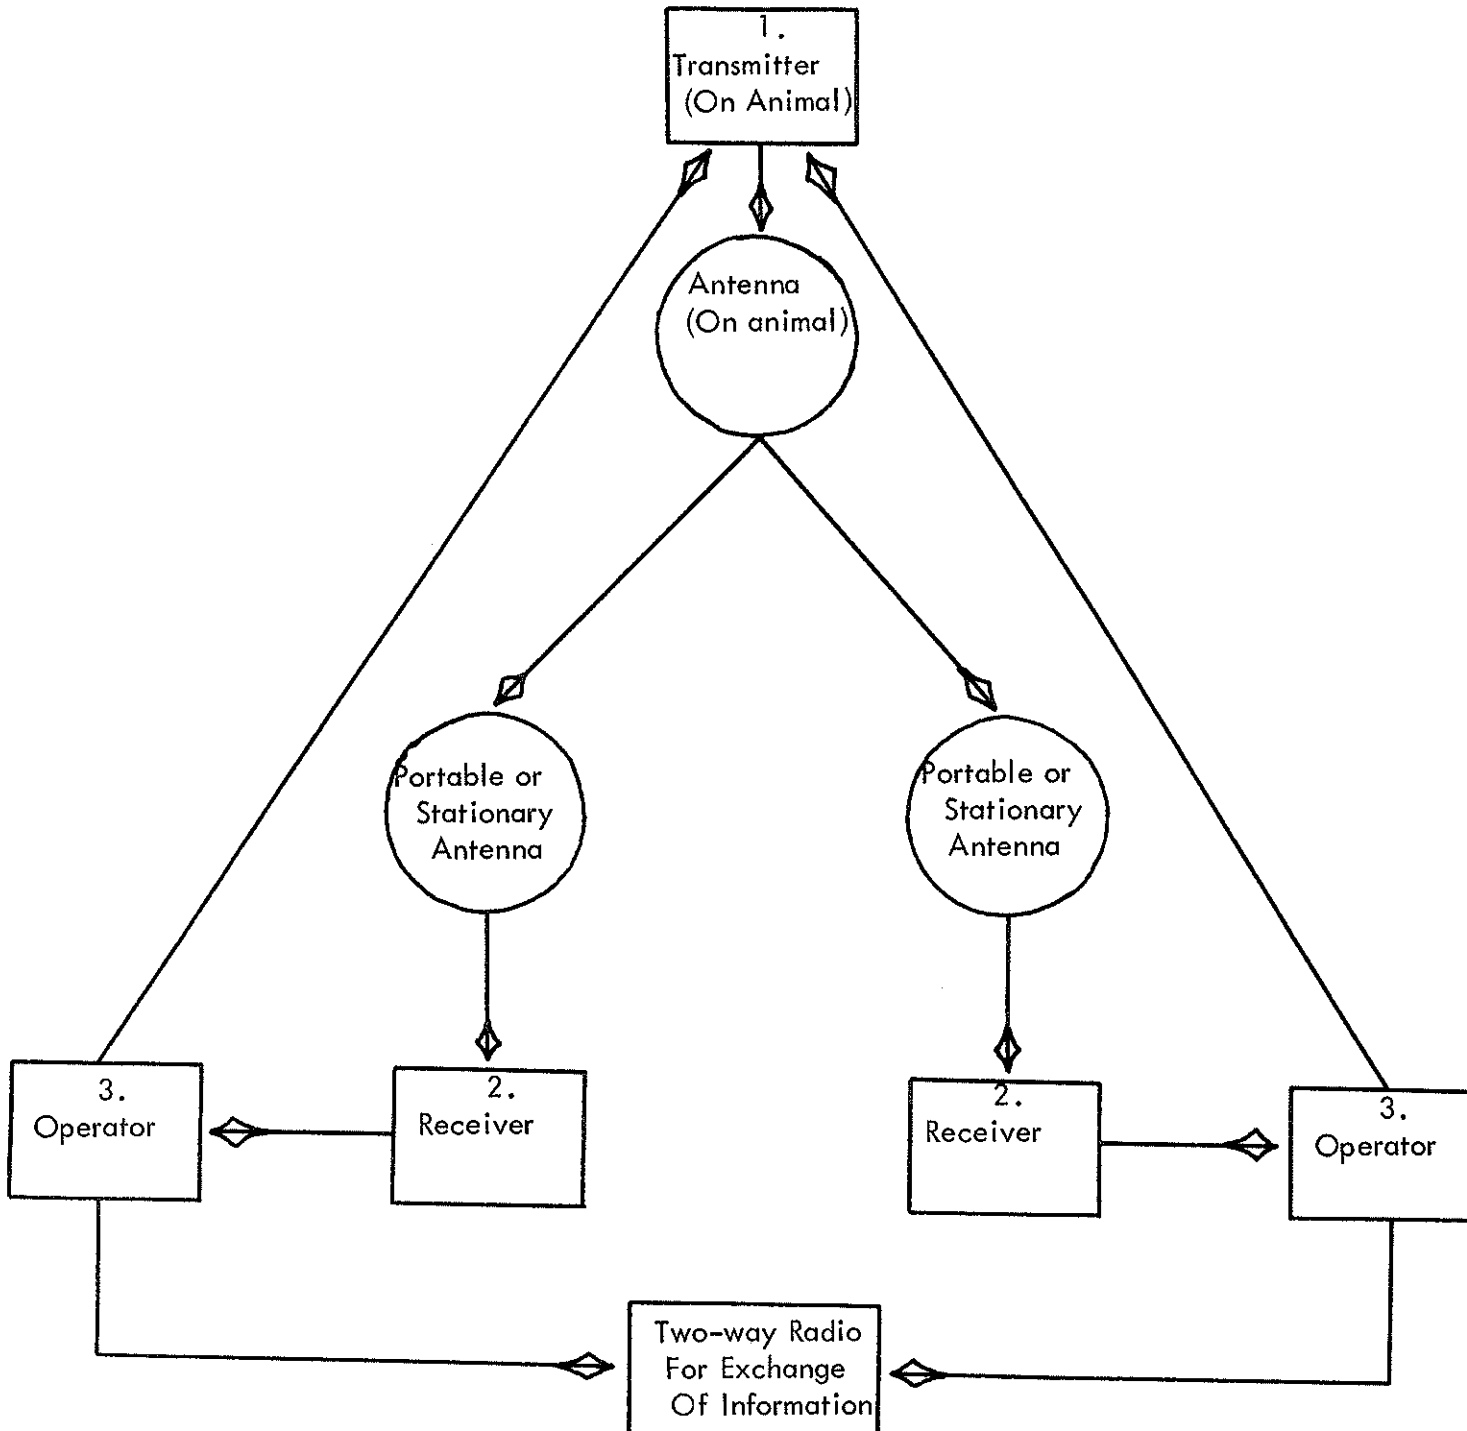 1.
Transmitter
(On Animal)
Antenna
(On animal)
Portable or
Stationary
Antenna
Portable or
Stationary
Antenna
3.
Operator
2.
Receiver
2.
Receiver
3.
Operator
Two-way Radio
For Exchange
Of Information